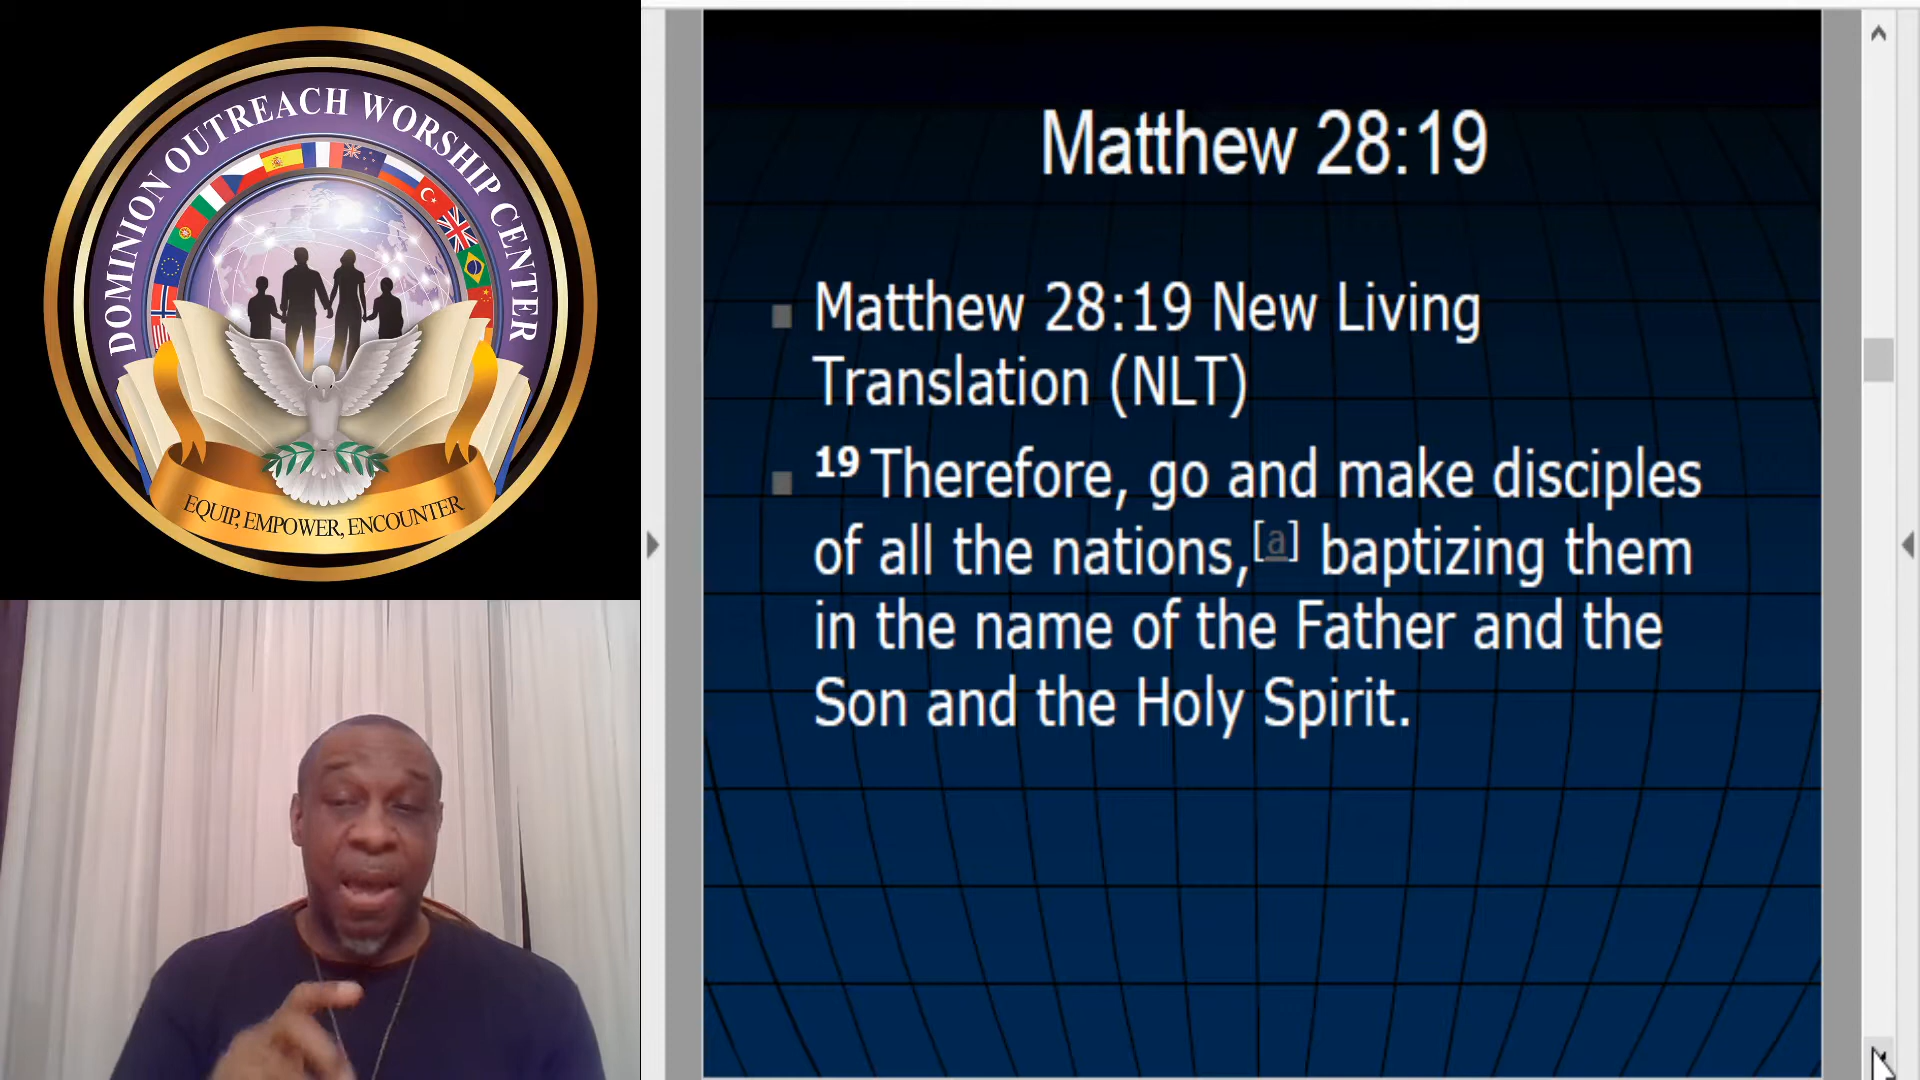 DOMINION OUTREACH WORSHIP CENTER
EQUIP, EMPOWER, ENCOUNTER
Matthew 28:19
Matthew 28:19 New Living
Translation (NLT)
19 Therefore, go and make disciples
of all the nations,[a] baptizing them
in the name of the Father and the
Son and the Holy Spirit.